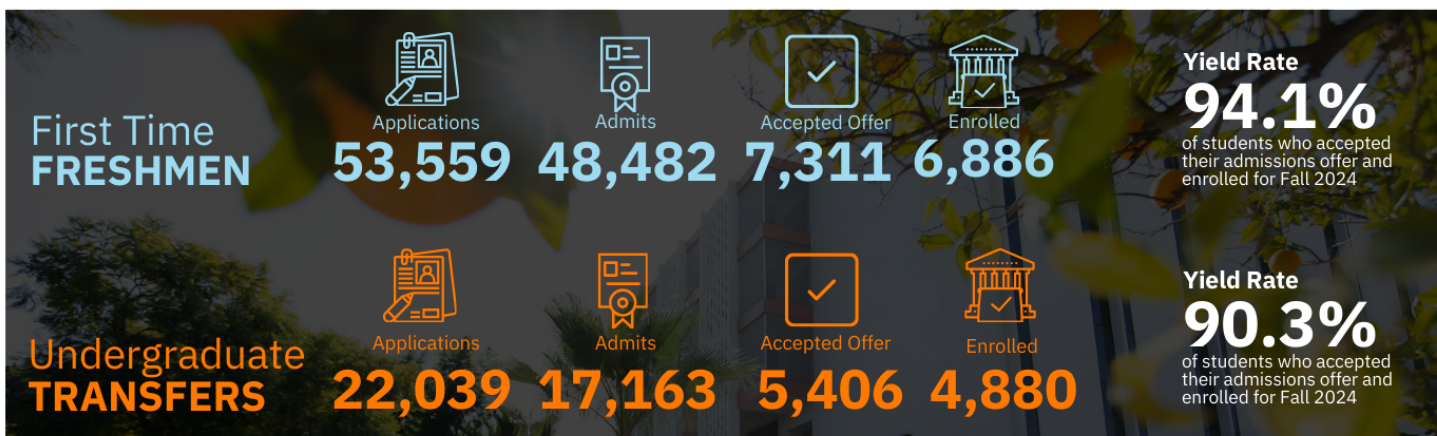 First Time
FRESHMEN
Applications
53,559
Admits
48,482
Accepted Offer
7,311
Enrolled
6,886
Yield Rate
94.1%
of students who accepted
their admissions offer and
enrolled for Fall 2024
Undergraduate
TRANSFERS
Applications
22,039
Admits
17,163
Accepted Offer
5,406
Enrolled
4,880
Yield Rate
90.3%
of students who accepted
their admissions offer and
enrolled for Fall 2024